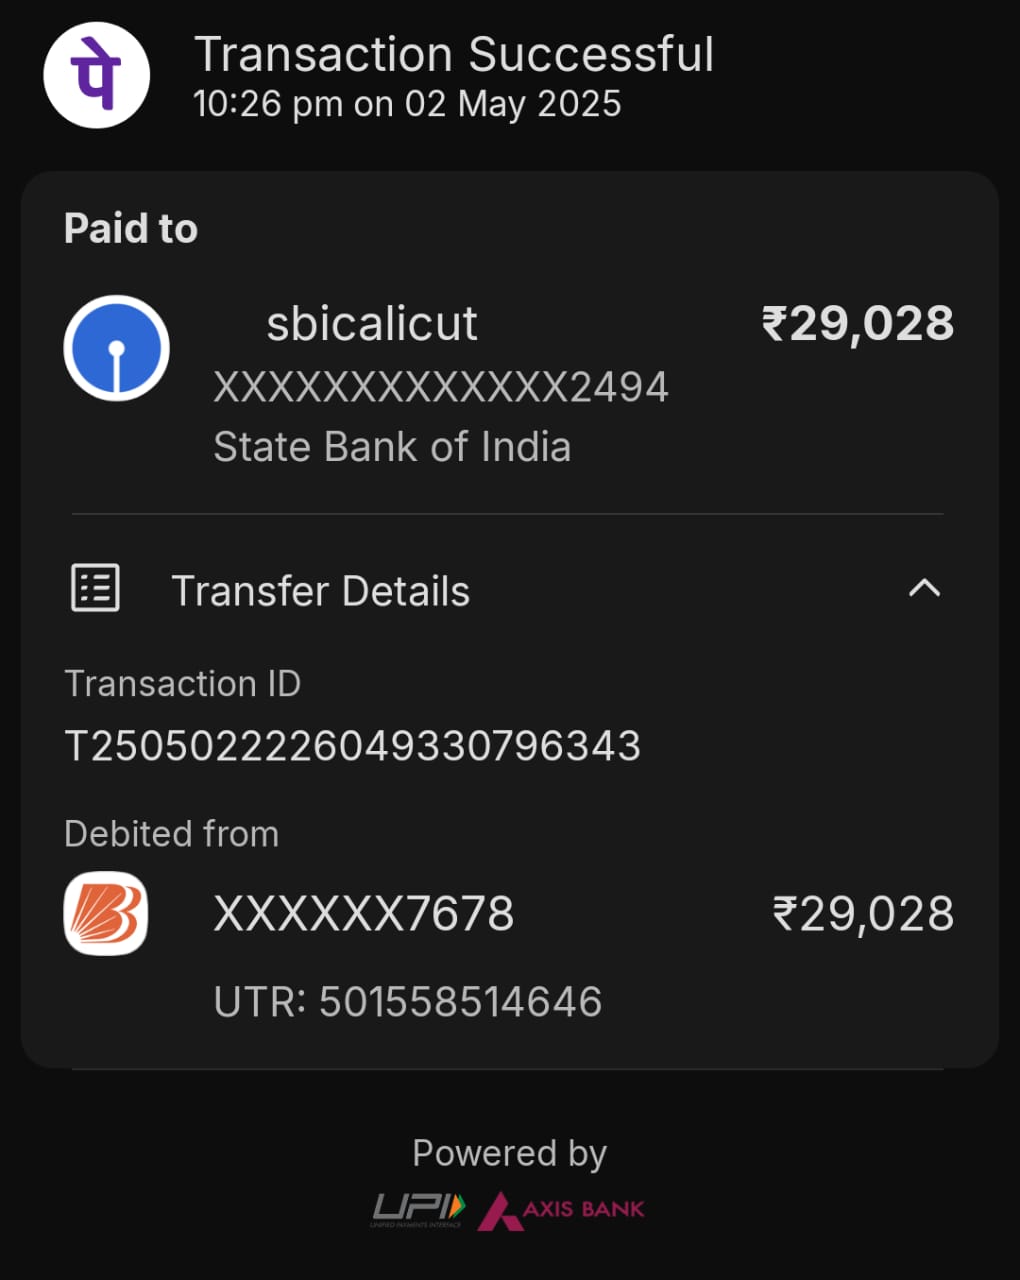 पे
Transaction Successful
10:26 pm on 02 May 2025
Paid to
sbicalicut
₹29,028
XXXXXXXXXXXXX2494
State Bank of India
Transfer Details
Transaction ID
T2505022226049330796343
Debited from
XXXXXX7678
₹29,028
UTR: 501558514646
Powered by
UPI
UNIFIED PAYMENTS INTERFACE
AXIS BANK